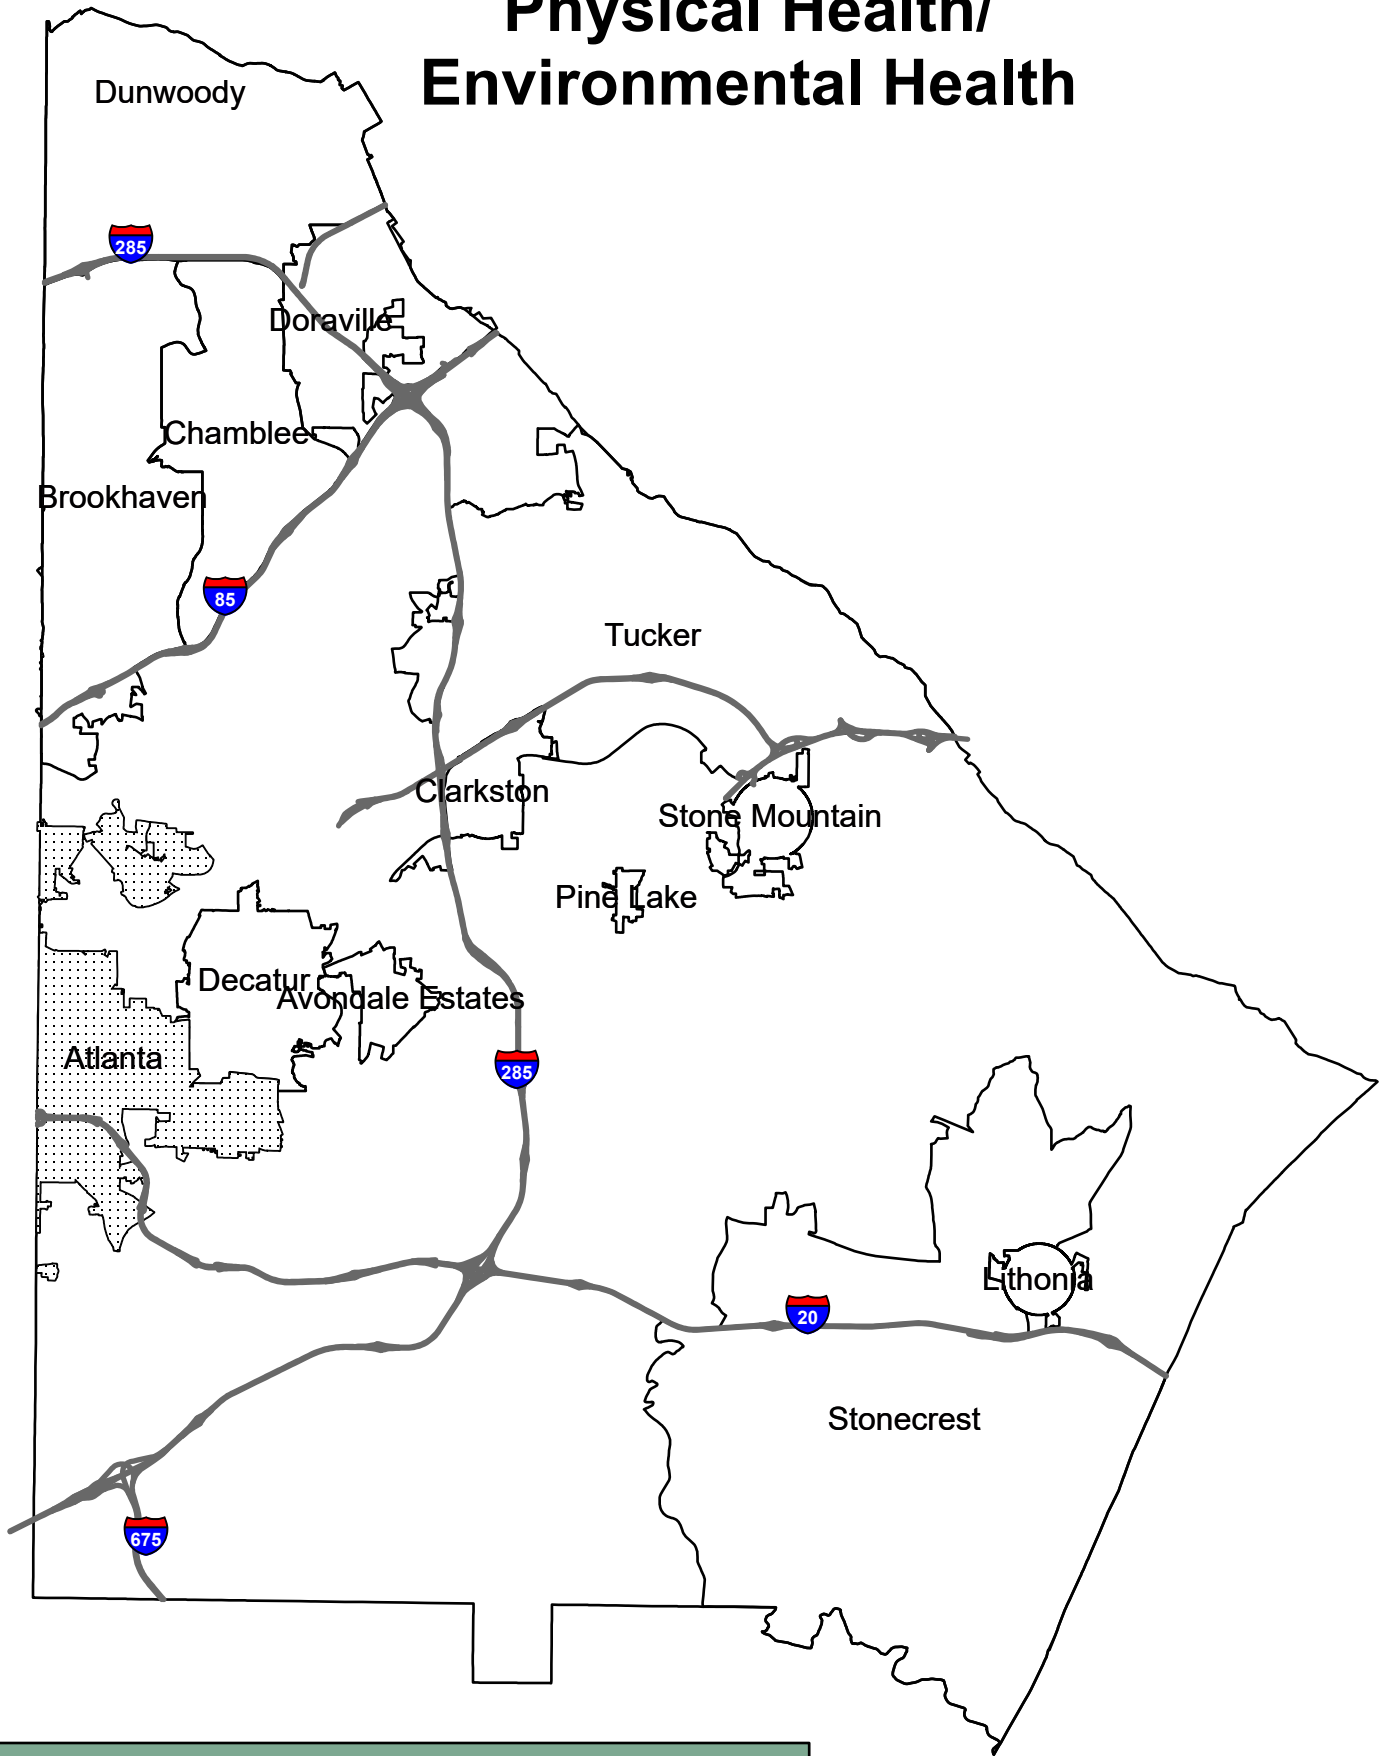 Physical Health/
Environmental Health
Dunwoody
285
Doraville
Chamblee
Brookhaven
85
Tucker
Clarkston
Stone Mountain
Pine Lake
Decatur
Avondale Estates
Atlanta
285
Lithonia
20
Stonecrest
675